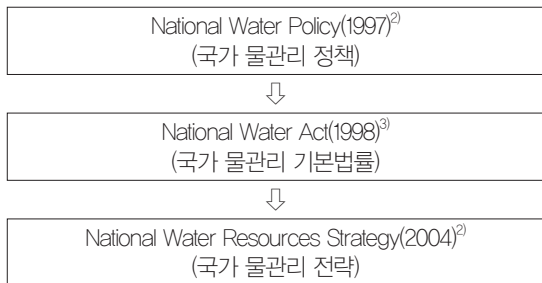 National Water Policy(1997)2)
(국가 물관리 정책)
⇩
National Water Act(1998)3)
(국가 물관리 기본법률)
⇩
National Water Resources Strategy(2004)2)
(국가 물관리 전략)